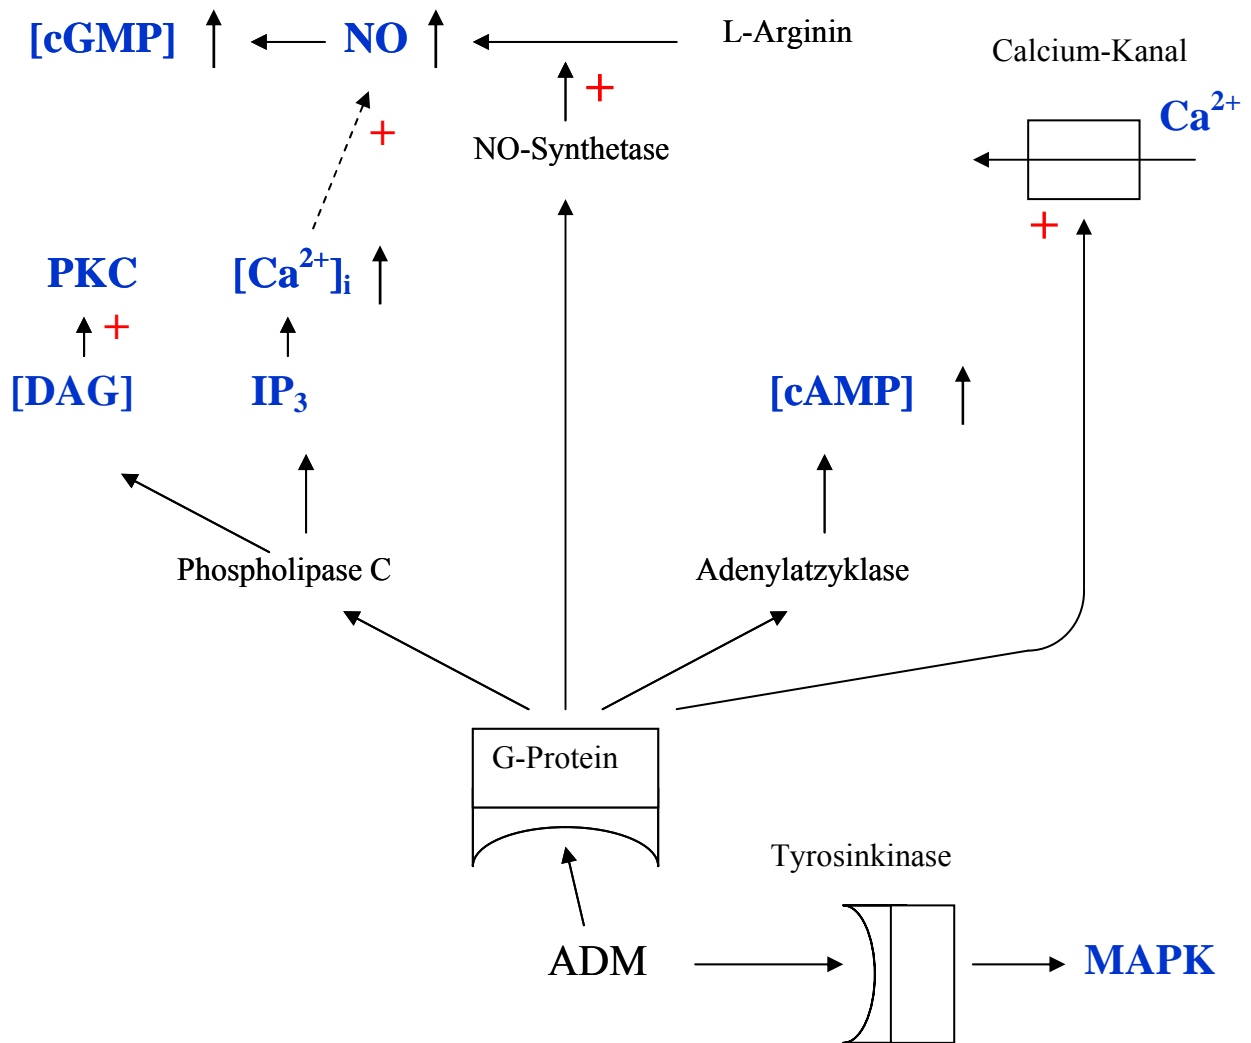 [cGMP]
NO
L-Arginin
Calcium-Kanal
Ca²⁺
+
+
NO-Synthetase
+
PKC
[Ca²⁺]ᵢ
+
[DAG]
IP₃
[cAMP]
Phospholipase C
Adenylatzyklase
G-Protein
Tyrosinkinase
ADM
MAPK